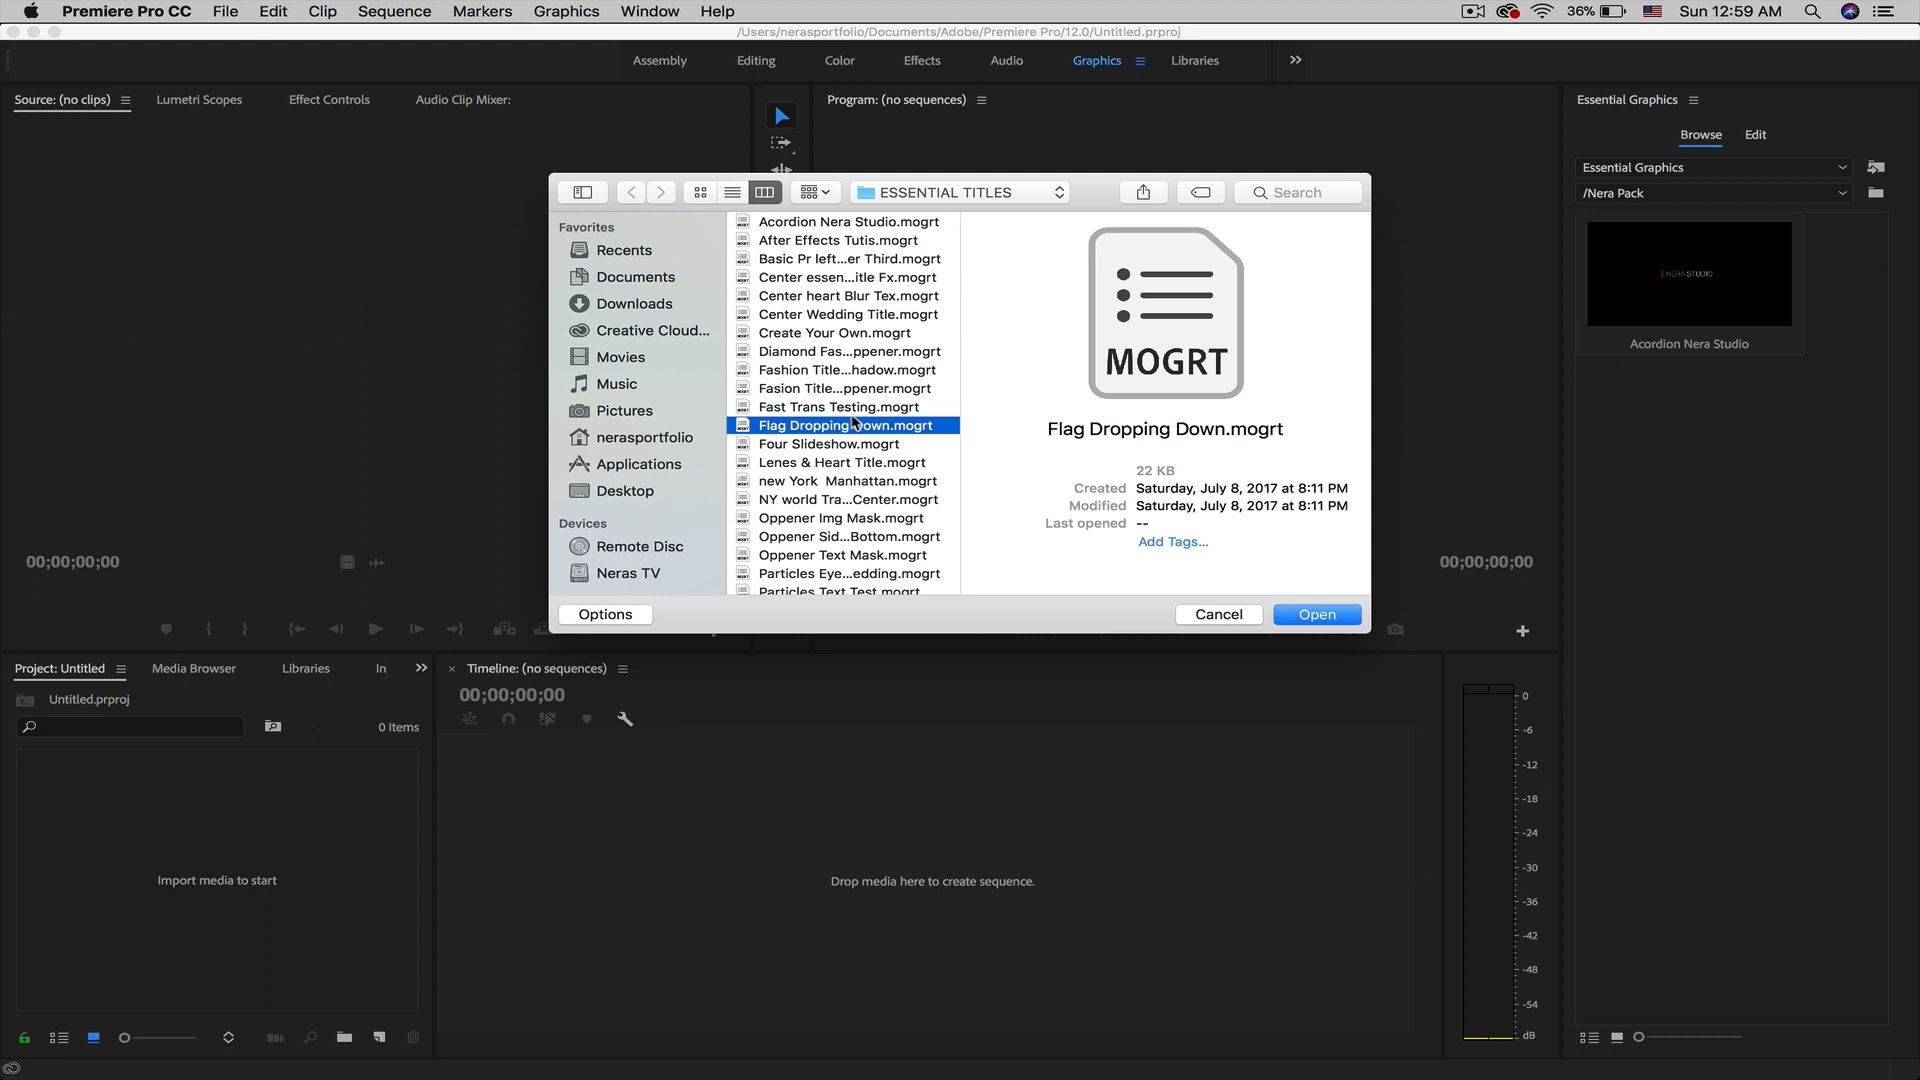 Premiere Pro CC File Edit Clip Sequence Markers Graphics Window Help 36% Sun 12:59 AM
/Users/nerasportfolio/Documents/Adobe/Premiere Pro/12.0/Untitled.prproj
Assembly Editing Color Effects Audio Graphics Libraries
Source: (no clips) Lumetri Scopes Effect Controls Audio Clip Mixer: Program: (no sequences) Essential Graphics
Browse Edit
Essential Graphics
/Nera Pack
NERA STUDIO
Acordion Nera Studio
ESSENTIAL TITLES Search
Favorites
Recents
Documents
Downloads
Creative Cloud...
Movies
Music
Pictures
nerasportfolio
Applications
Desktop
Devices
Remote Disc
Neras TV
Acordion Nera Studio.mogrt
After Effects Tutis.mogrt
Basic Pr left...er Third.mogrt
Center essen...itle Fx.mogrt
Center heart Blur Tex.mogrt
Center Wedding Title.mogrt
Create Your Own.mogrt
Diamond Fas...ppener.mogrt
Fashion Title...hadow.mogrt
Fasion Title...ppener.mogrt
Fast Trans Testing.mogrt
Flag Dropping Down.mogrt
Four Slideshow.mogrt
Lenes & Heart Title.mogrt
new York Manhattan.mogrt
NY world Tra...Center.mogrt
Oppener Img Mask.mogrt
Oppener Sid...Bottom.mogrt
Oppener Text Mask.mogrt
Particles Eye...edding.mogrt
Particles Text Test.mogrt
MOGRT
Flag Dropping Down.mogrt
22 KB
Created Saturday, July 8, 2017 at 8:11 PM
Modified Saturday, July 8, 2017 at 8:11 PM
Last opened --
Add Tags...
Options Cancel Open
00;00;00;00 00;00;00;00
Project: Untitled Media Browser Libraries In
Untitled.prproj
0 Items
Import media to start
Timeline: (no sequences)
00;00;00;00
Drop media here to create sequence.
0
-6
-12
-18
-24
-30
-36
-42
-48
-54
dB